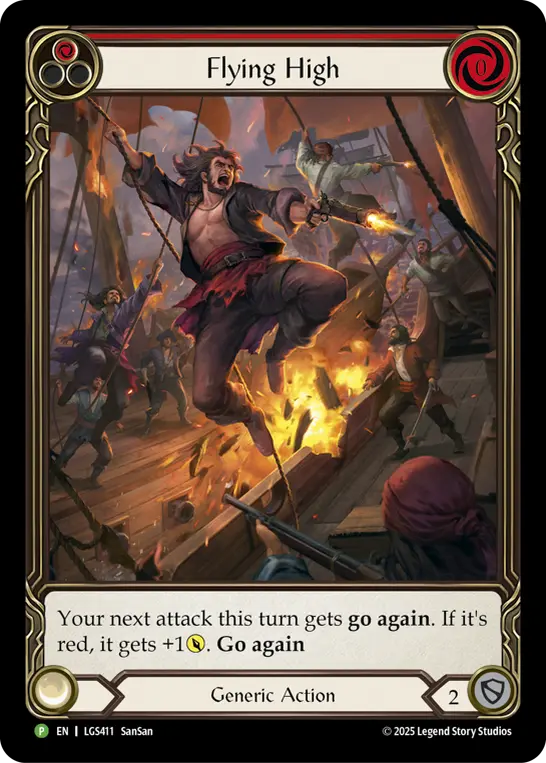 Flying High
0
Your next attack this turn gets go again. If it's
red, it gets +1. Go again
Generic Action
2
P EN | LGS411 SanSan
© 2025 Legend Story Studios